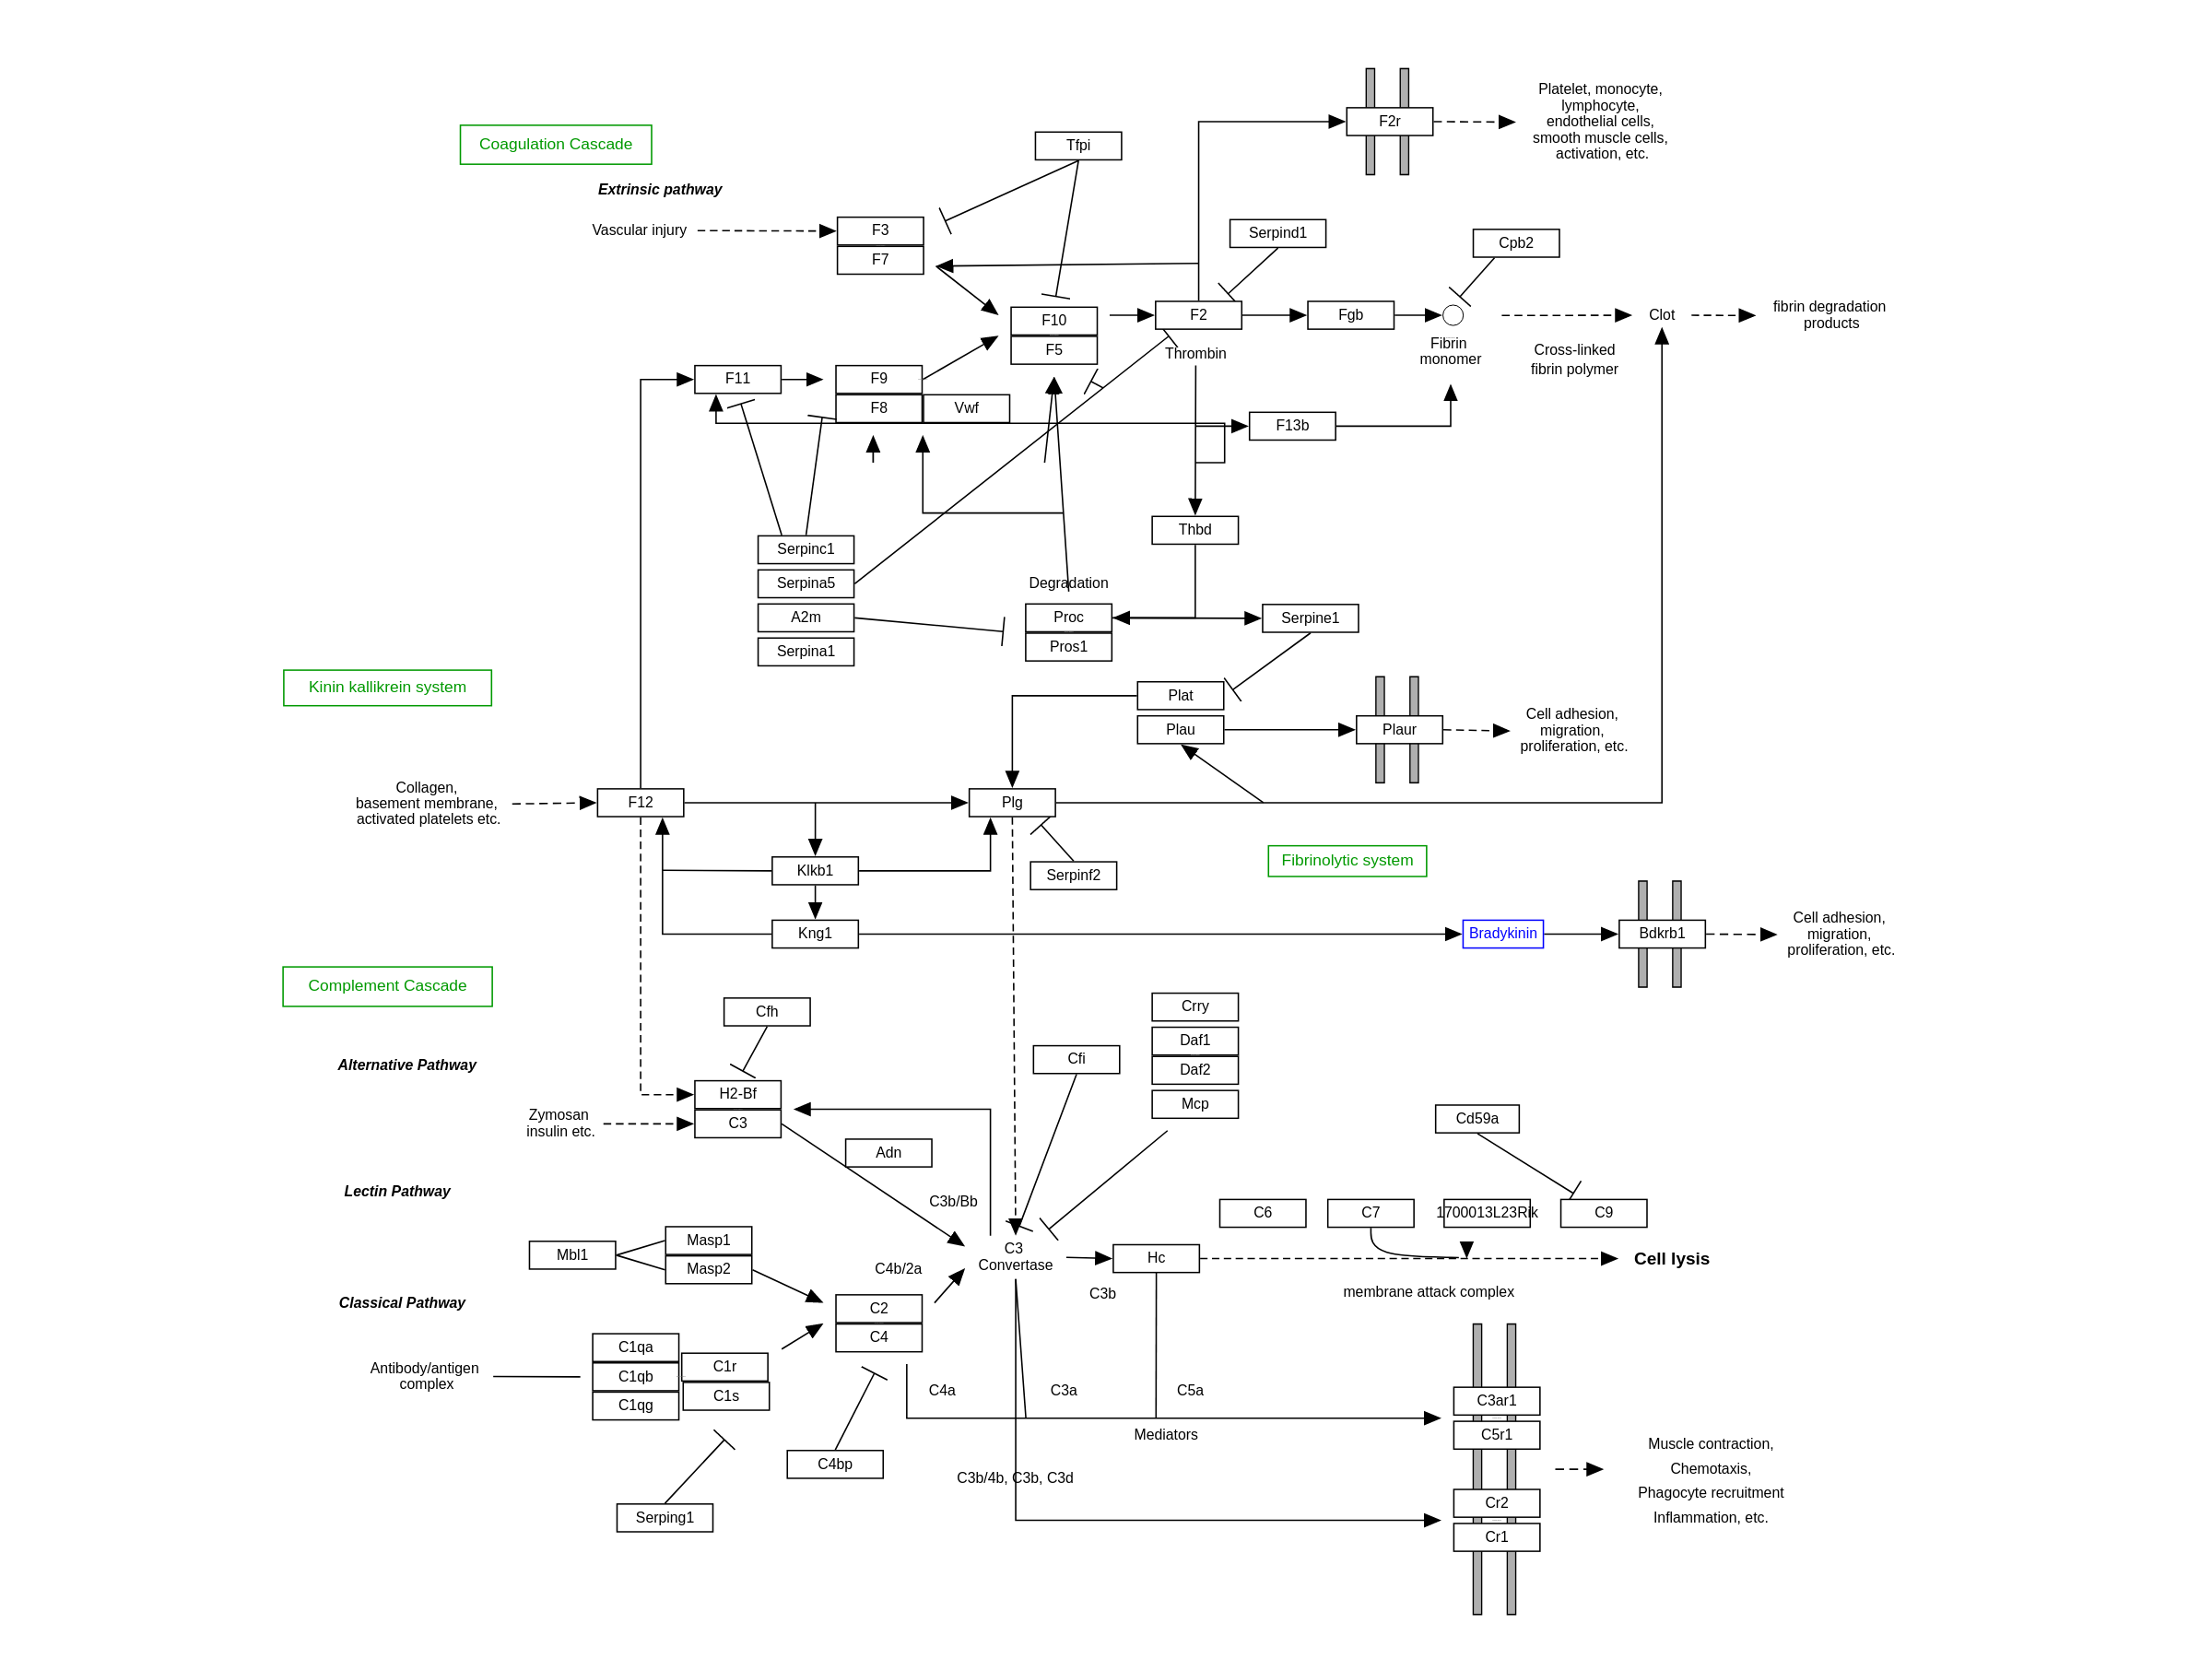 Coagulation Cascade
Extrinsic pathway
Vascular injury
Tfpi
F3
F7
F2r
Platelet, monocyte,
lymphocyte,
endothelial cells,
smooth muscle cells,
activation, etc.
Serpind1
Cpb2
F10
F5
F2
Thrombin
Fgb
Fibrin
monomer
Cross-linked
fibrin polymer
Clot
fibrin degradation
products
F11
F9
F8
Vwf
F13b
Thbd
Serpinc1
Serpina5
A2m
Serpina1
Degradation
Proc
Pros1
Serpine1
Kinin kallikrein system
Plat
Plau
Plaur
Cell adhesion,
migration,
proliferation, etc.
Collagen,
basement membrane,
activated platelets etc.
F12
Plg
Klkb1
Serpinf2
Fibrinolytic system
Kng1
Bradykinin
Bdkrb1
Cell adhesion,
migration,
proliferation, etc.
Complement Cascade
Cfh
Crry
Daf1
Daf2
Mcp
Cfi
Alternative Pathway
H2-Bf
C3
Zymosan
insulin etc.
Adn
Cd59a
Lectin Pathway
C3b/Bb
C6
C7
1700013L23Rik
C9
Mbl1
Masp1
Masp2
C3
Convertase
Hc
Cell lysis
C4b/2a
C3b
membrane attack complex
Classical Pathway
C2
C4
Antibody/antigen
complex
C1qa
C1qb
C1qg
C1r
C1s
C4a
C3a
C5a
Mediators
C3ar1
C5r1
Cr2
Cr1
C4bp
C3b/4b, C3b, C3d
Serping1
Muscle contraction,
Chemotaxis,
Phagocyte recruitment
Inflammation, etc.